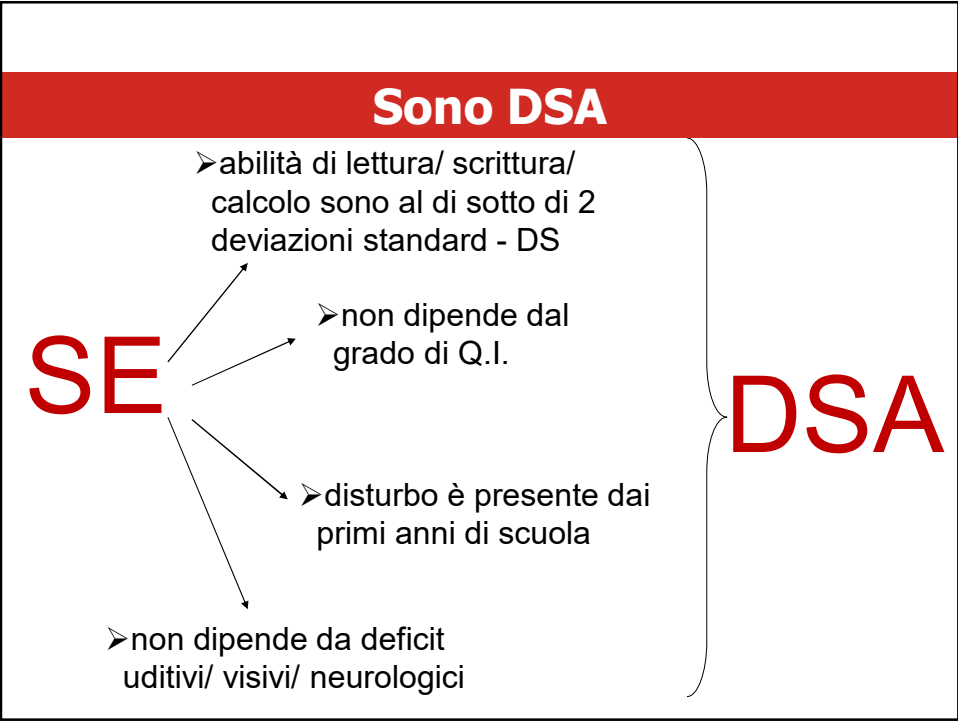 Sono DSA
➢abilità di lettura/ scrittura/
calcolo sono al di sotto di 2
deviazioni standard - DS
➢non dipende dal
grado di Q.I.
SE
DSA
➢disturbo è presente dai
primi anni di scuola
➢non dipende da deficit
uditivi/ visivi/ neurologici